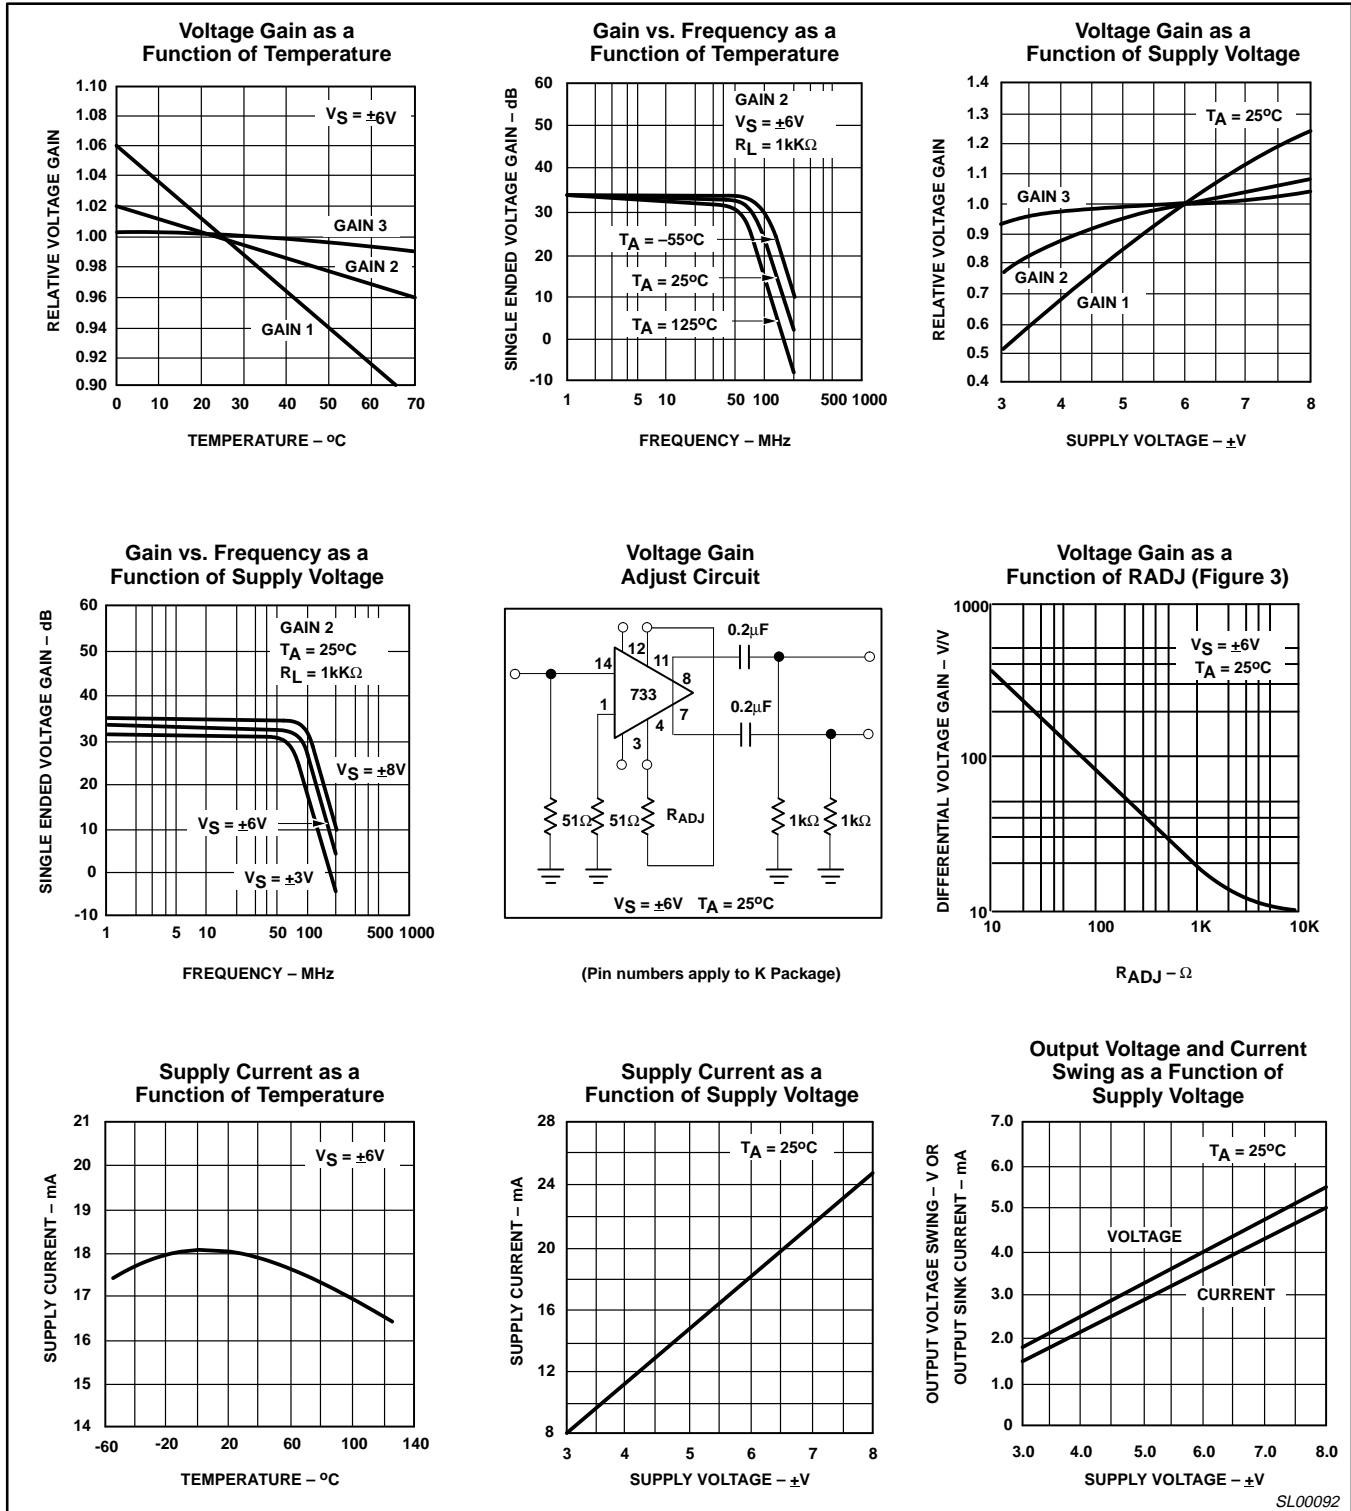 Voltage Gain as a
Function of Temperature
1.10
1.08
1.06
1.04
1.02
1.00
0.98
0.96
0.94
0.92
0.90
RELATIVE VOLTAGE GAIN
VS = ±6V
GAIN 3
GAIN 2
GAIN 1
0 10 20 30 40 50 60 70
TEMPERATURE – oC
Gain vs. Frequency as a
Function of Temperature
60
50
40
30
20
10
0
-10
SINGLE ENDED VOLTAGE GAIN – dB
GAIN 2
VS = ±6V
RL = 1kKΩ
TA = –55oC
TA = 25oC
TA = 125oC
1 5 10 50 100 500 1000
FREQUENCY – MHz
Voltage Gain as a
Function of Supply Voltage
1.4
1.3
1.2
1.1
1.0
0.9
0.8
0.7
0.6
0.5
0.4
RELATIVE VOLTAGE GAIN
TA = 25oC
GAIN 3
GAIN 2
GAIN 1
3 4 5 6 7 8
SUPPLY VOLTAGE – ±V
Gain vs. Frequency as a
Function of Supply Voltage
60
50
40
30
20
10
0
-10
SINGLE ENDED VOLTAGE GAIN – dB
GAIN 2
TA = 25oC
RL = 1kKΩ
VS = ±8V
VS = ±6V
VS = ±3V
1 5 10 50 100 500 1000
FREQUENCY – MHz
Voltage Gain
Adjust Circuit
0.2µF
12
11
14
8
733
1
7
0.2µF
4
3
51Ω 51Ω RADJ 1kΩ 1kΩ
VS = ±6V TA = 25oC
(Pin numbers apply to K Package)
Voltage Gain as a
Function of RADJ (Figure 3)
1000
100
10
DIFFERENTIAL VOLTAGE GAIN – V/V
VS = ±6V
TA = 25oC
10 100 1K 10K
RADJ – Ω
Supply Current as a
Function of Temperature
21
20
19
18
17
16
15
14
SUPPLY CURRENT – mA
VS = ±6V
-60 -20 20 60 100 140
TEMPERATURE – oC
Supply Current as a
Function of Supply Voltage
28
24
20
16
12
8
SUPPLY CURRENT – mA
TA = 25oC
3 4 5 6 7 8
SUPPLY VOLTAGE – ±V
Output Voltage and Current
Swing as a Function of
Supply Voltage
7.0
6.0
5.0
4.0
3.0
2.0
1.0
0
OUTPUT VOLTAGE SWING – V OR
OUTPUT SINK CURRENT – mA
TA = 25oC
VOLTAGE
CURRENT
3.0 4.0 5.0 6.0 7.0 8.0
SUPPLY VOLTAGE – ±V
SL00092